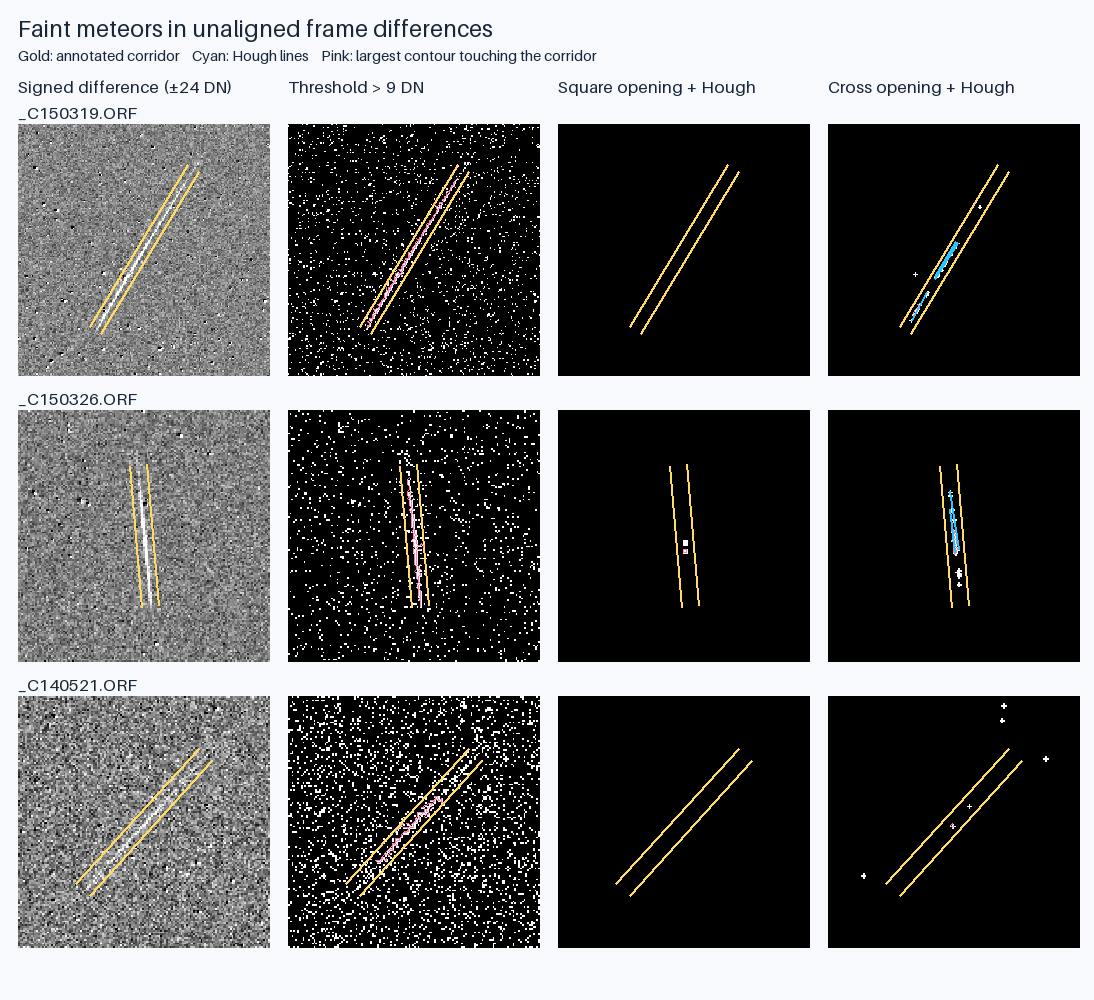 Faint meteors in unaligned frame differences
Gold: annotated corridor Cyan: Hough lines Pink: largest contour touching the corridor
Signed difference (±24 DN) Threshold > 9 DN Square opening + Hough Cross opening + Hough
_C150319.ORF
_C150326.ORF
_C140521.ORF